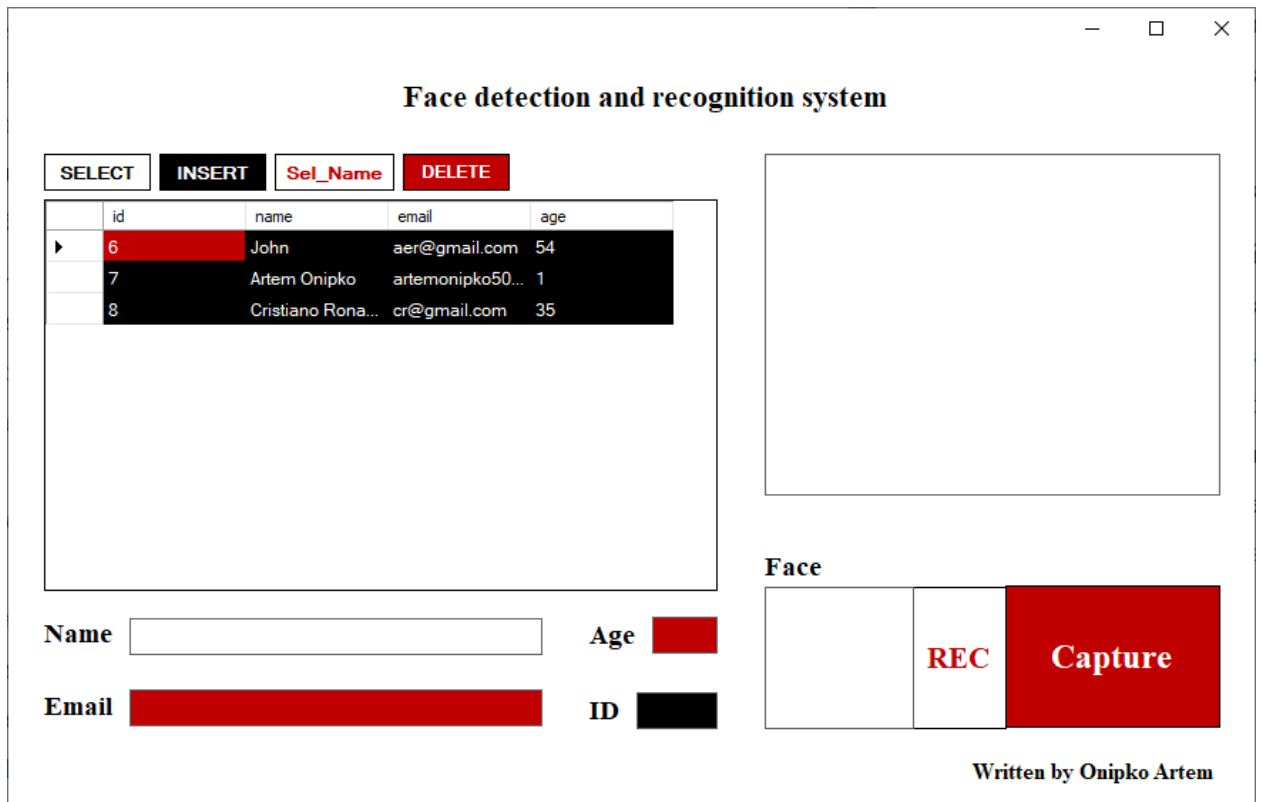 Face detection and recognition system
SELECT INSERT Sel_Name DELETE
id name email age
6 John aer@gmail.com 54
7 Artem Onipko artemonipko50... 1
8 Cristiano Rona... cr@gmail.com 35
Face
Name Age
REC Capture
Email ID
Written by Onipko Artem